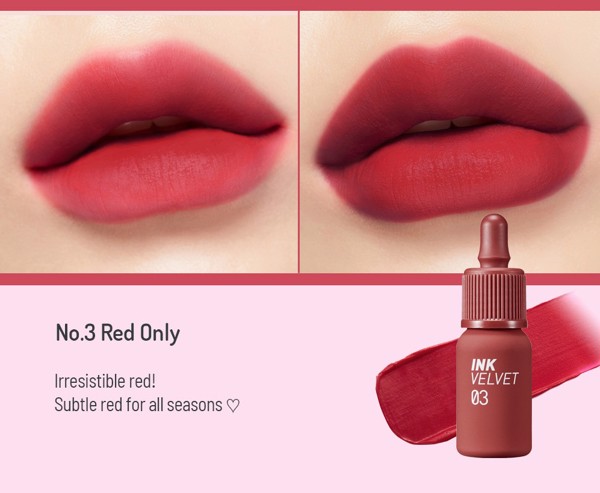 No.3 Red Only
Irresistible red!
Subtle red for all seasons ♡
INK
VELVET
03